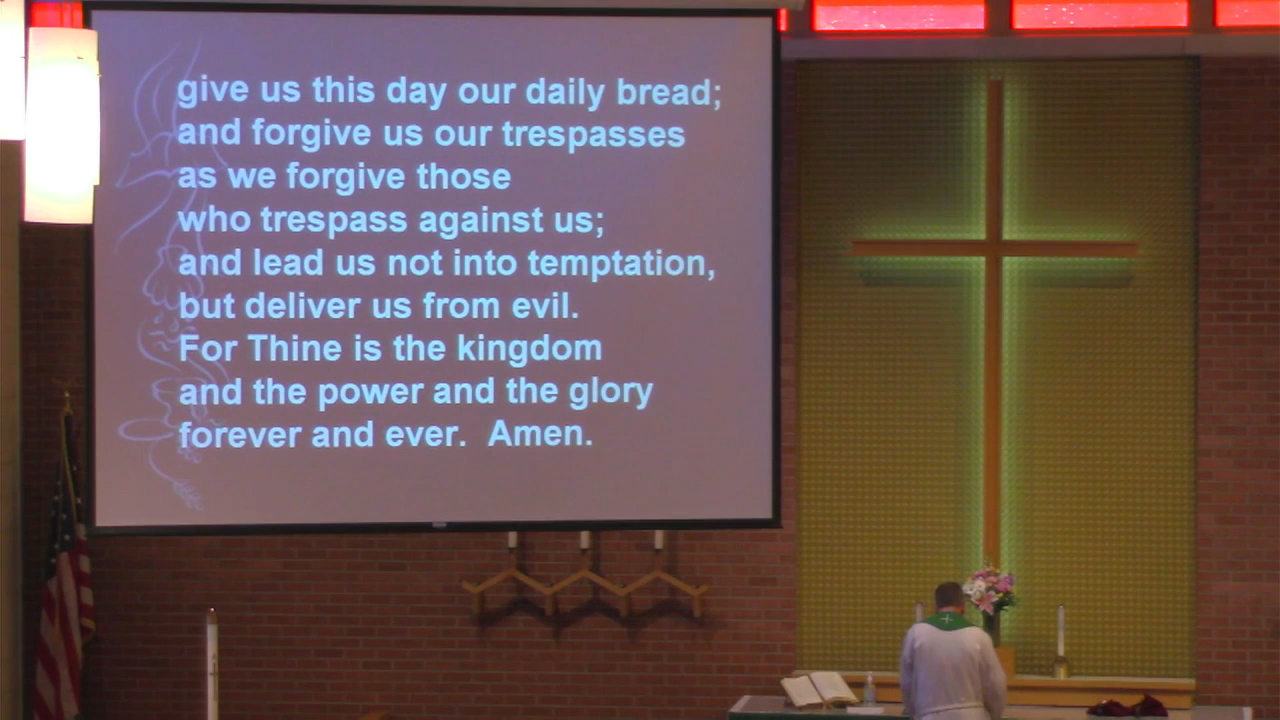 give us this day our daily bread;
and forgive us our trespasses
as we forgive those
who trespass against us;
and lead us not into temptation,
but deliver us from evil.
For Thine is the kingdom
and the power and the glory
forever and ever.  Amen.